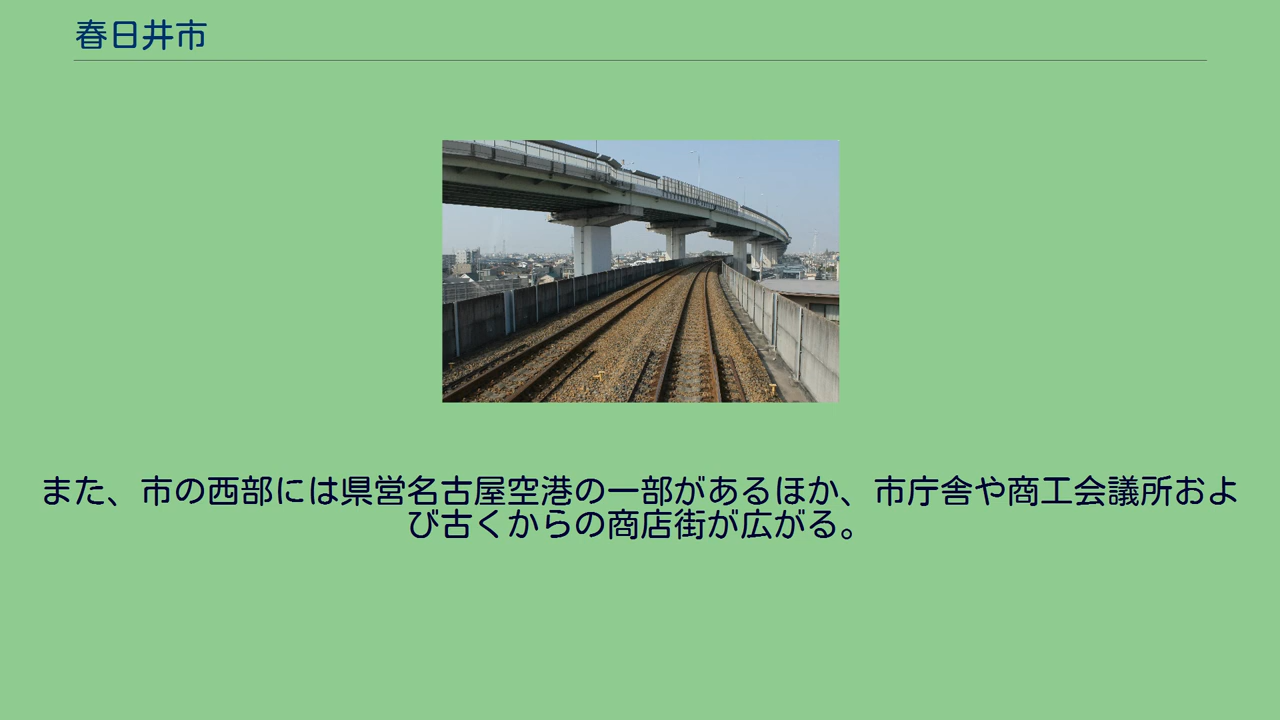 春日井市
また、市の西部には県営名古屋空港の一部があるほか、市庁舎や商工会議所およ
び古くからの商店街が広がる。